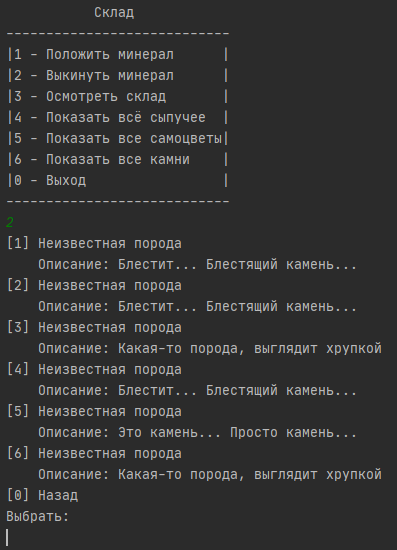 Склад
----------------------------
|1 - Положить минерал      |
|2 - Выкинуть минерал      |
|3 - Осмотреть склад       |
|4 - Показать всё сыпучее  |
|5 - Показать все самоцветы|
|6 - Показать все камни    |
|0 - Выход                 |
----------------------------
2
[1] Неизвестная порода
    Описание: Блестит... Блестящий камень...
[2] Неизвестная порода
    Описание: Блестит... Блестящий камень...
[3] Неизвестная порода
    Описание: Какая-то порода, выглядит хрупкой
[4] Неизвестная порода
    Описание: Блестит... Блестящий камень...
[5] Неизвестная порода
    Описание: Это камень... Просто камень...
[6] Неизвестная порода
    Описание: Какая-то порода, выглядит хрупкой
[0] Назад
Выбрать: